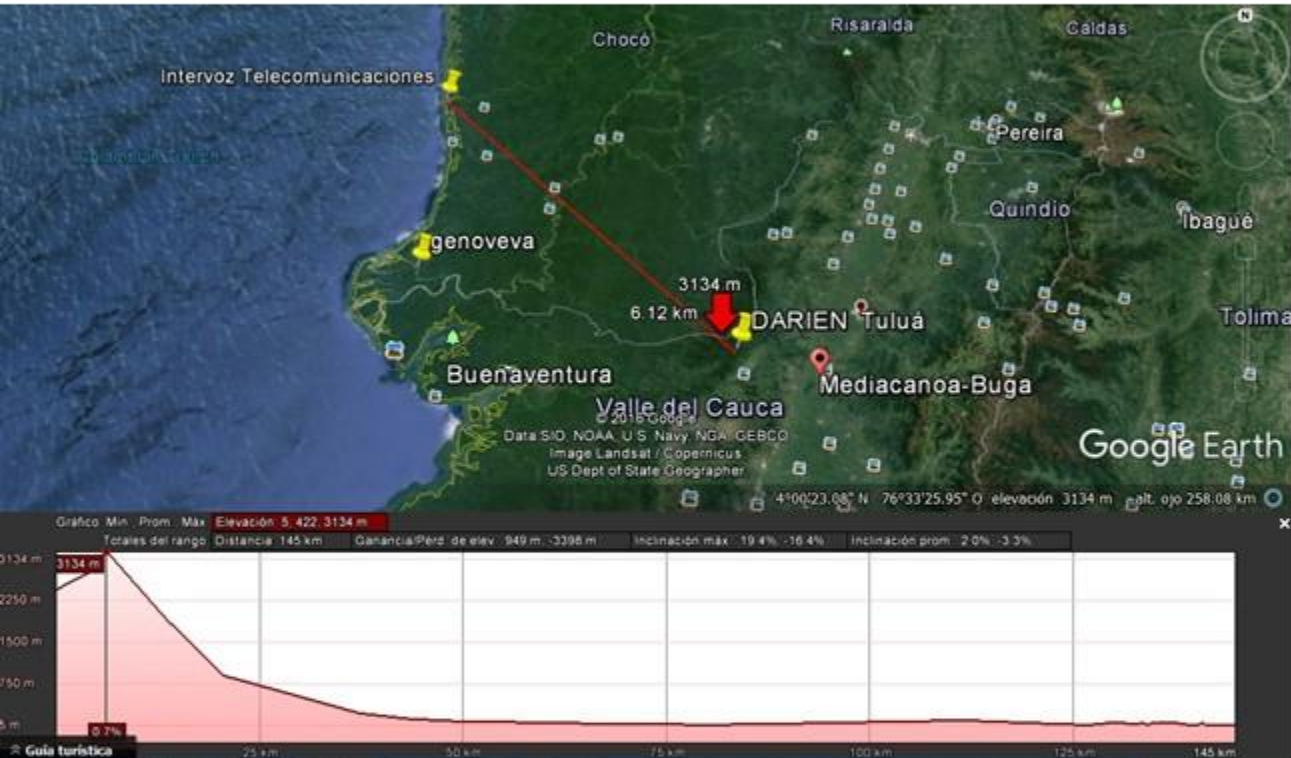 N
Risaralda
Caldas
Chocó
Intervoz Telecomunicaciones
Pereira
Quindío
Ibagué
genoveva
3134 m
6.12 km
DARIEN Tuluá
Tolima
Buenaventura
Mediacanoa-Buga
Valle del Cauca
© 2016 Google
Data SIO, NOAA, U.S. Navy, NGA, GEBCO
Image Landsat / Copernicus
US Dept of State Geographer
Google Earth
4°00'23.08" N 76°33'25.95" O elevación 3134 m alt. ojo 258.08 km
Gráfico Mín. Prom. Máx Elevación: 5, 422, 3134 m
Totales del rango: Distancia: 145 km Ganancia/Pérd. de elev.: 949 m, -3398 m Inclinación máx.: 19.4%, -16.4% Inclinación prom.: 2.0%, -3.3%
3134 m
3134 m
2250 m
1500 m
750 m
5 m
0.7%
Guía turística
25 km
50 km
75 km
100 km
125 km
145 km